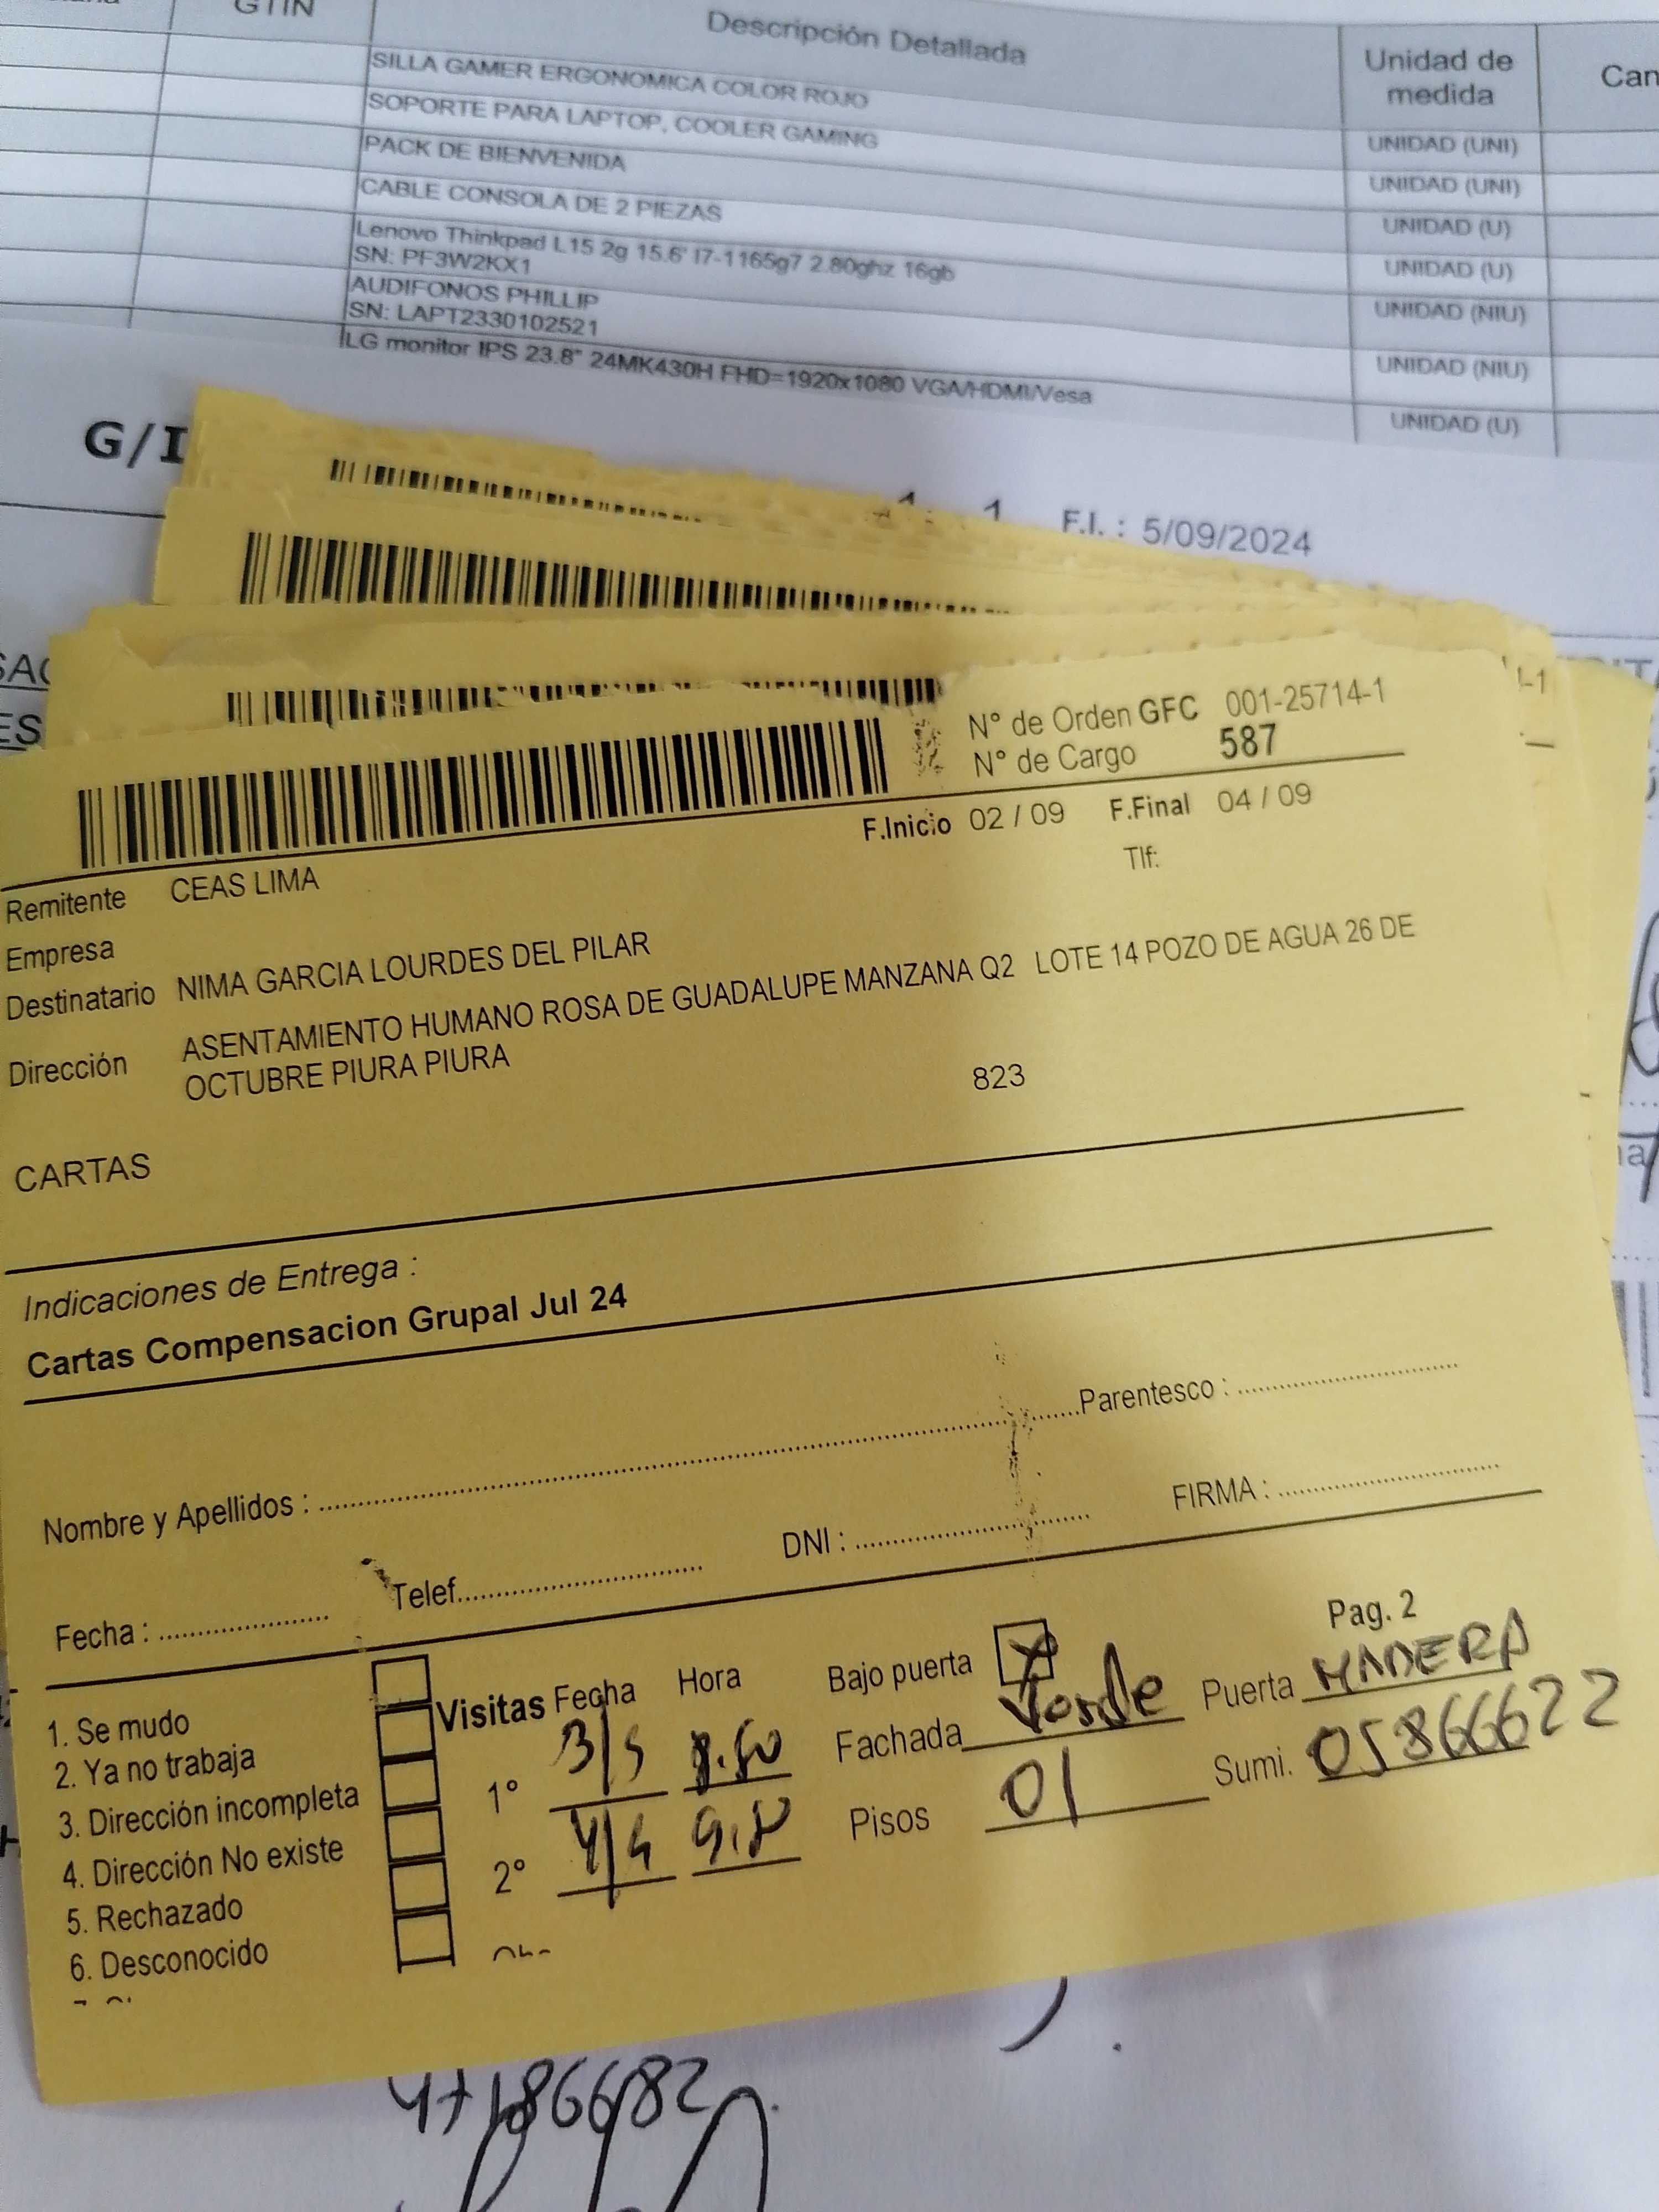 GTIN Descripción Detallada Unidad de medida Can
SILLA GAMER ERGONOMICA COLOR ROJO UNIDAD (UNI)
SOPORTE PARA LAPTOP, COOLER GAMING UNIDAD (UNI)
PACK DE BIENVENIDA UNIDAD (U)
CABLE CONSOLA DE 2 PIEZAS UNIDAD (U)
Lenovo Thinkpad L15 2g 15.6' I7-1165g7 2.80ghz 16gb UNIDAD (NIU)
SN: PF3W2KX1
AUDIFONOS PHILLIP UNIDAD (NIU)
SN: LAPT2330102521
LG monitor IPS 23.8" 24MK430H FHD=1920x1080 VGA/HDMI/Vesa UNIDAD (U)
G/I
1 F.I. : 5/09/2024
-1
N° de Orden GFC 001-25714-1
N° de Cargo 587
F.Inicio 02 / 09 F.Final 04 / 09
Tlf:
Remitente CEAS LIMA
Empresa
Destinatario NIMA GARCIA LOURDES DEL PILAR
Dirección ASENTAMIENTO HUMANO ROSA DE GUADALUPE MANZANA Q2 LOTE 14 POZO DE AGUA 26 DE
OCTUBRE PIURA PIURA
823
CARTAS
Indicaciones de Entrega :
Cartas Compensacion Grupal Jul 24
Nombre y Apellidos : Parentesco :
Fecha : Telef. DNI : FIRMA :
Pag. 2
1. Se mudo
2. Ya no trabaja
3. Dirección incompleta
4. Dirección No existe
5. Rechazado
6. Desconocido
Visitas Fecha Hora
1°
2°
Bajo puerta X
Fachada Verde Puerta MADERA
Pisos 01 Sumi. 05866622
47186682